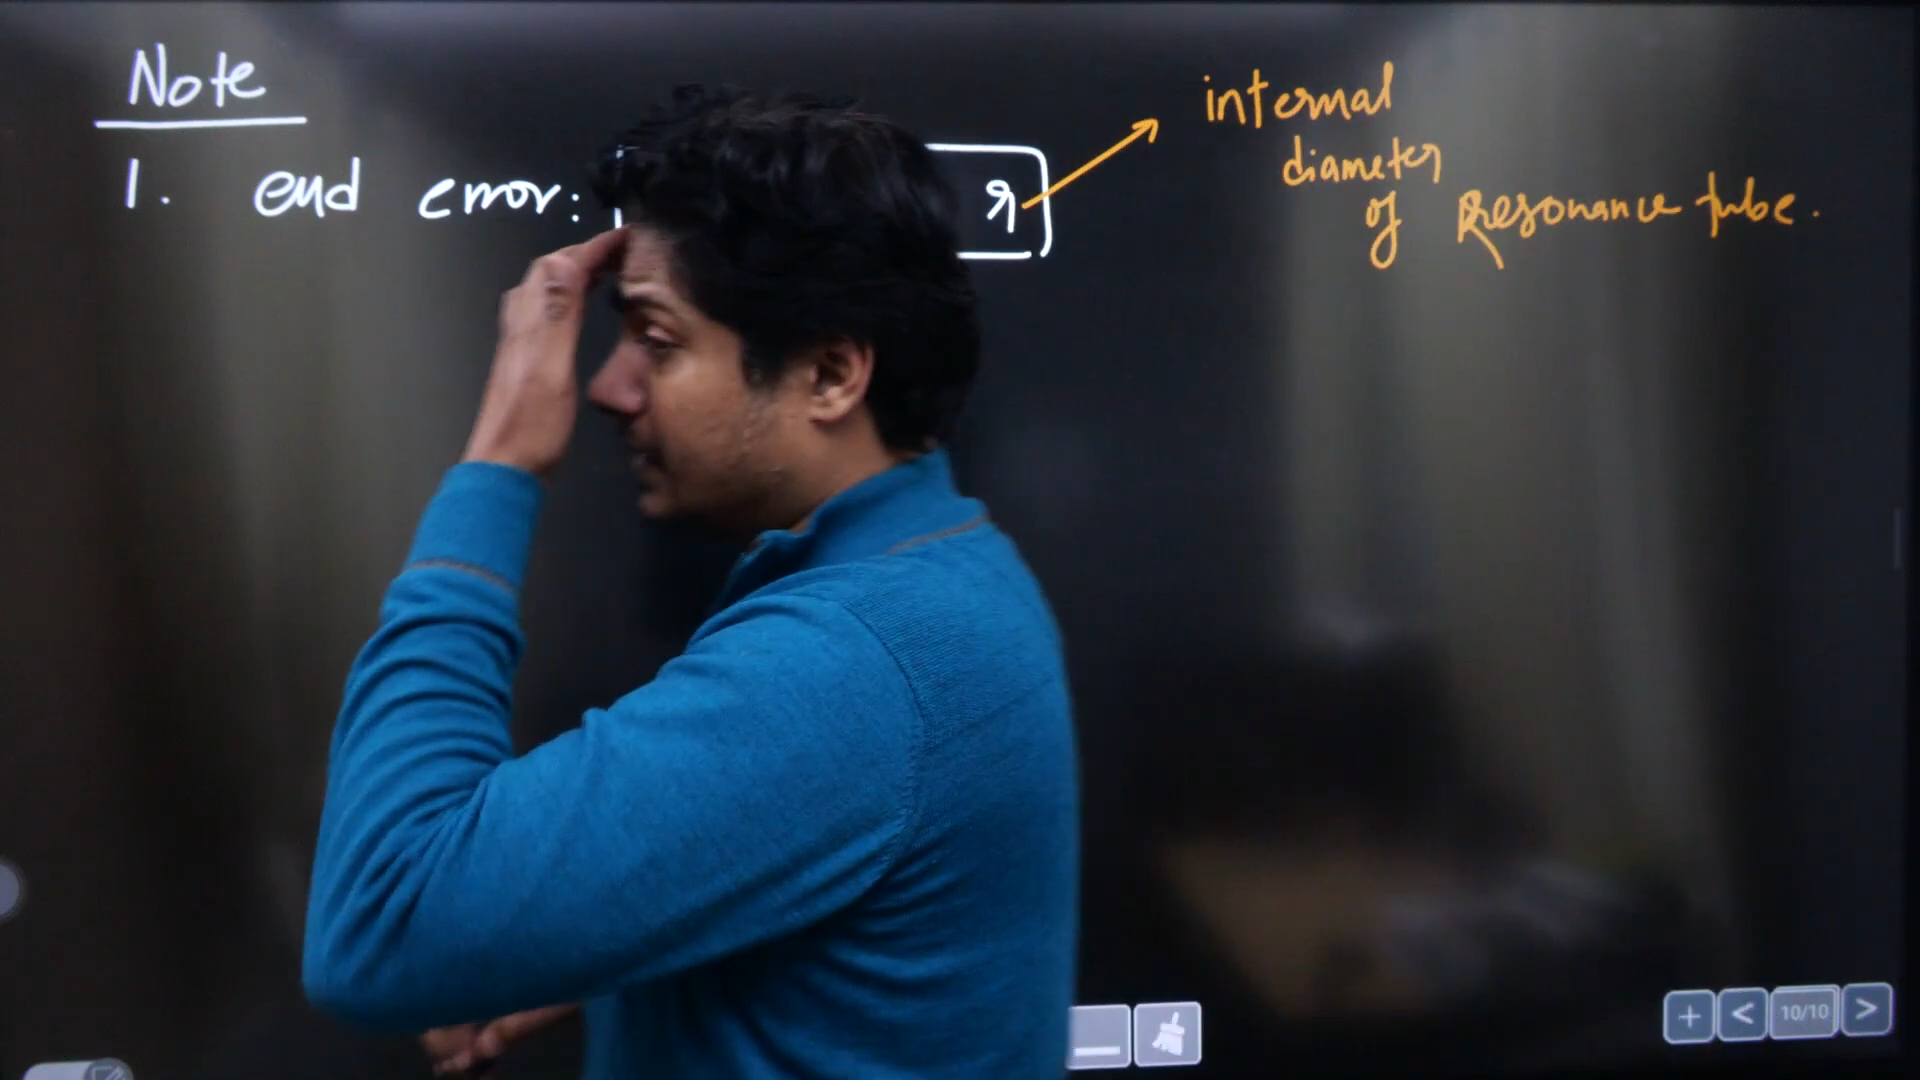 Note
1. end error: r
internal
diameter
of Resonance tube.
+ < 10/10 >